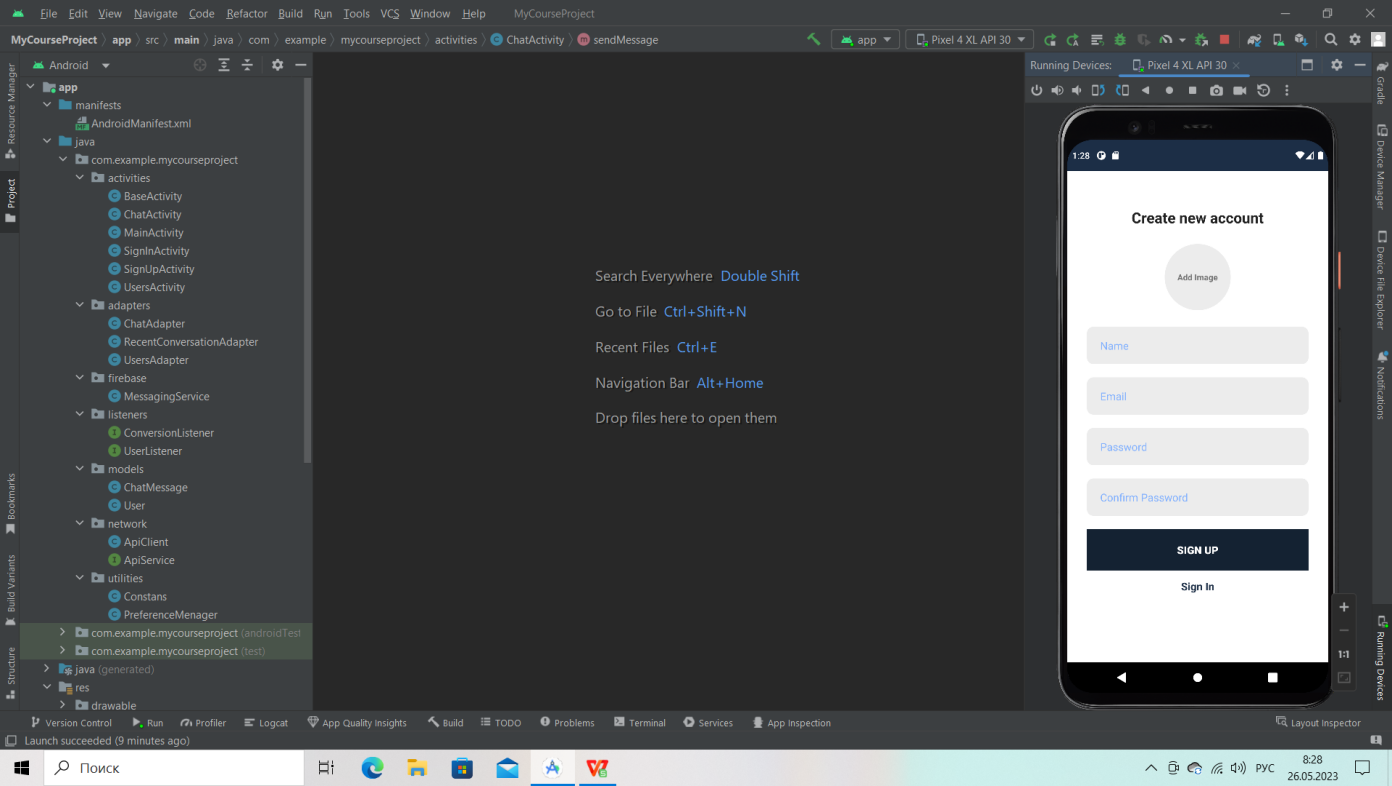 File Edit View Navigate Code Refactor Build Run Tools VCS Window Help MyCourseProject
MyCourseProject app src main java com example mycourseproject activities ChatActivity sendMessage
app
Pixel 4 XL API 30
Android
Running Devices: Pixel 4 XL API 30
Resource Manager
Project
Bookmarks
Build Variants
Structure
app
manifests
AndroidManifest.xml
java
com.example.mycourseproject
activities
BaseActivity
ChatActivity
MainActivity
SignInActivity
SignUpActivity
UsersActivity
adapters
ChatAdapter
RecentConversationAdapter
UsersAdapter
firebase
MessagingService
listeners
ConversionListener
UserListener
models
ChatMessage
User
network
ApiClient
ApiService
utilities
Constans
PreferenceMenager
com.example.mycourseproject (androidTest
com.example.mycourseproject (test)
java (generated)
res
drawable
Search Everywhere Double Shift
Go to File Ctrl+Shift+N
Recent Files Ctrl+E
Navigation Bar Alt+Home
Drop files here to open them
1:28
Create new account
Add Image
Name
Email
Password
Confirm Password
SIGN UP
Sign In
1:1
Gradle
Device Manager
Device File Explorer
Notifications
Running Devices
Version Control Run Profiler Logcat App Quality Insights Build TODO Problems Terminal Services App Inspection Layout Inspector
Launch succeeded (9 minutes ago)
Поиск
РУС
8:28
26.05.2023